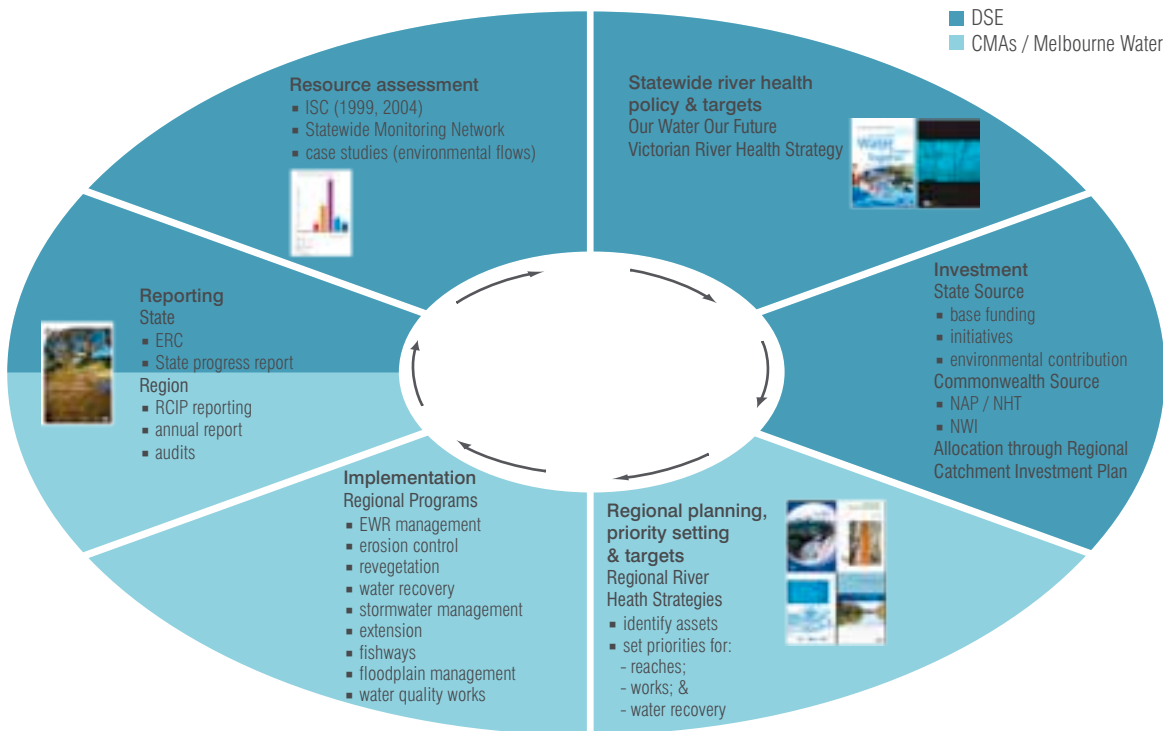 DSE
CMAs / Melbourne Water
Resource assessment
▪ ISC (1999, 2004)
▪ Statewide Monitoring Network
▪ case studies (environmental flows)
Statewide river health
policy & targets
Our Water Our Future
Victorian River Health Strategy
Water
Together
Investment
State Source
▪ base funding
▪ initiatives
▪ environmental contribution
Commonwealth Source
▪ NAP / NHT
▪ NWI
Allocation through Regional
Catchment Investment Plan
Regional planning,
priority setting
& targets
Regional River
Heath Strategies
▪ identify assets
▪ set priorities for:
- reaches;
- works; &
- water recovery
Implementation
Regional Programs
▪ EWR management
▪ erosion control
▪ revegetation
▪ water recovery
▪ stormwater management
▪ extension
▪ fishways
▪ floodplain management
▪ water quality works
Reporting
State
▪ ERC
▪ State progress report
Region
▪ RCIP reporting
▪ annual report
▪ audits